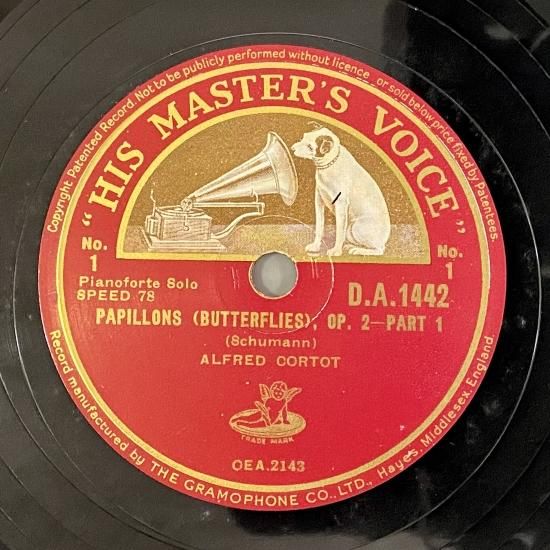 Copyright Patented Record. Not to be publicly performed without licence or sold below price fixed by Patentees.
"HIS MASTER'S VOICE"
No. 1
No. 1
Pianoforte Solo
SPEED 78
D.A.1442
PAPILLONS (BUTTERFLIES), OP. 2—PART 1
(Schumann)
ALFRED CORTOT
TRADE MARK
OEA.2143
Record manufactured by THE GRAMOPHONE CO., LTD., Hayes, Middlesex, England.